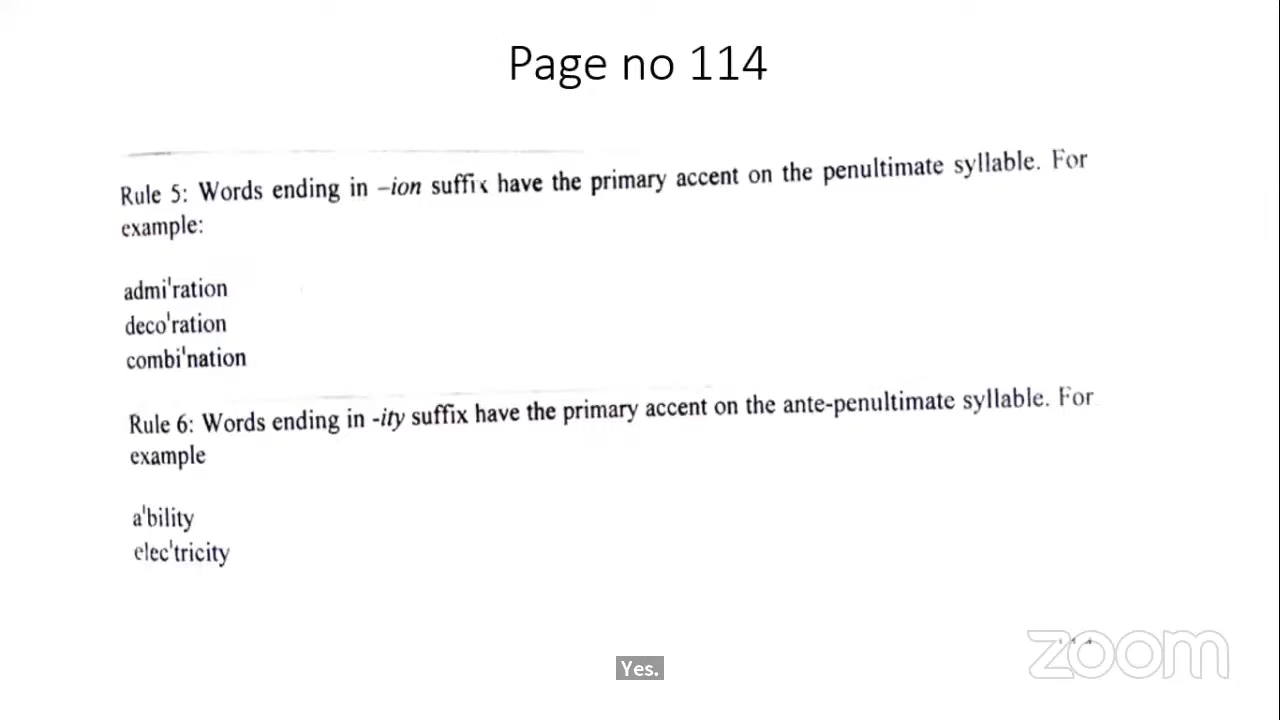 Page no 114
Rule 5: Words ending in –ion suffix have the primary accent on the penultimate syllable. For
example:
admi'ration
deco'ration
combi'nation
Rule 6: Words ending in -ity suffix have the primary accent on the ante-penultimate syllable. For
example
a'bility
elec'tricity
zoom
Yes.